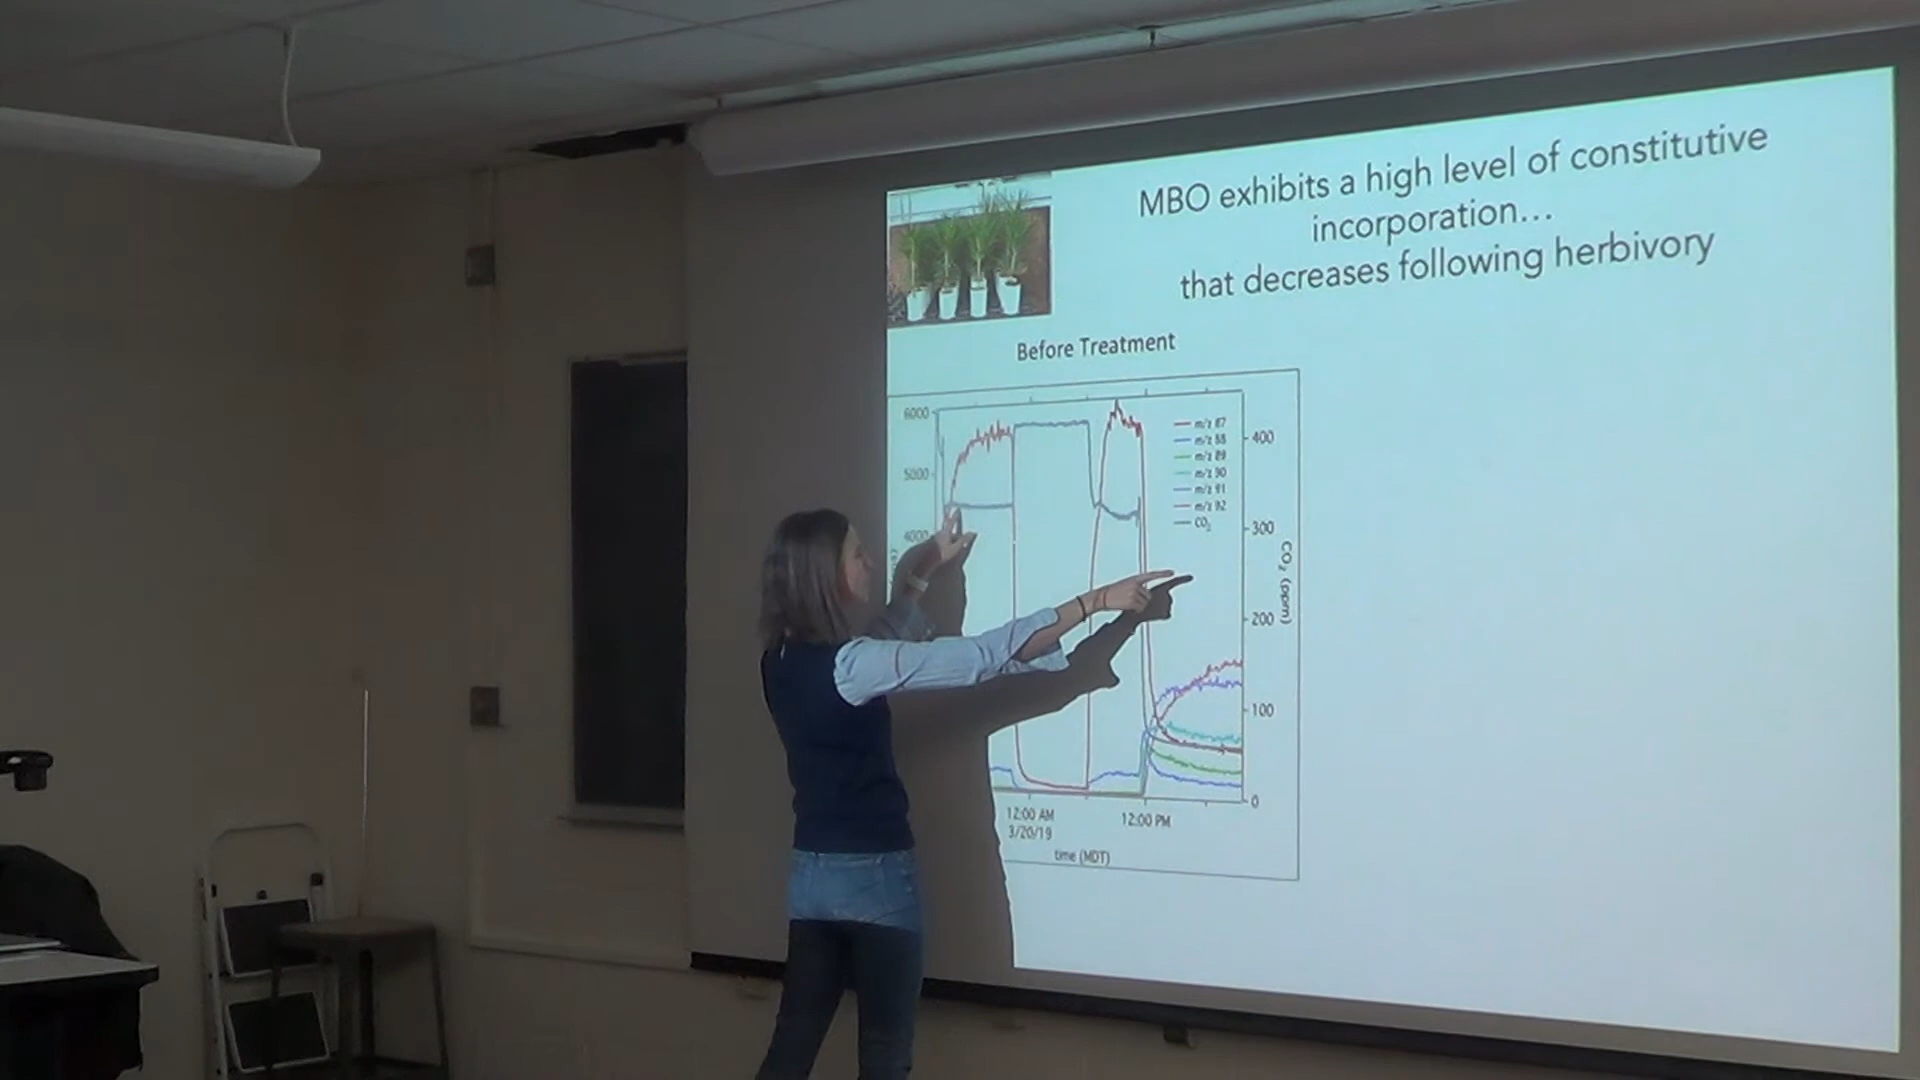 MBO exhibits a high level of constitutive
incorporation...
that decreases following herbivory
Before Treatment
6000
5000
4000
m/z 87
m/z 88
m/z 89
m/z 90
m/z 91
m/z 92
CO2
400
300
200
100
0
CO2 (ppm)
12:00 AM
3/20/19
12:00 PM
time (MDT)